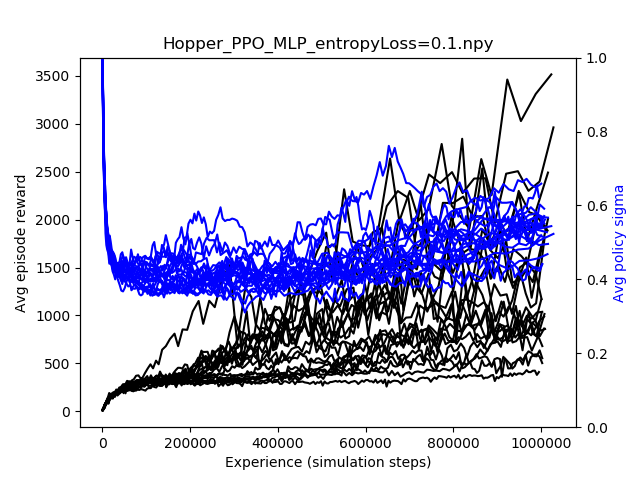 Hopper_PPO_MLP_entropyLoss=0.1.npy
3500
3000
2500
2000
1500
1000
500
0
Avg episode reward
1.0
0.8
0.6
0.4
0.2
0.0
Avg policy sigma
0 200000 400000 600000 800000 1000000
Experience (simulation steps)